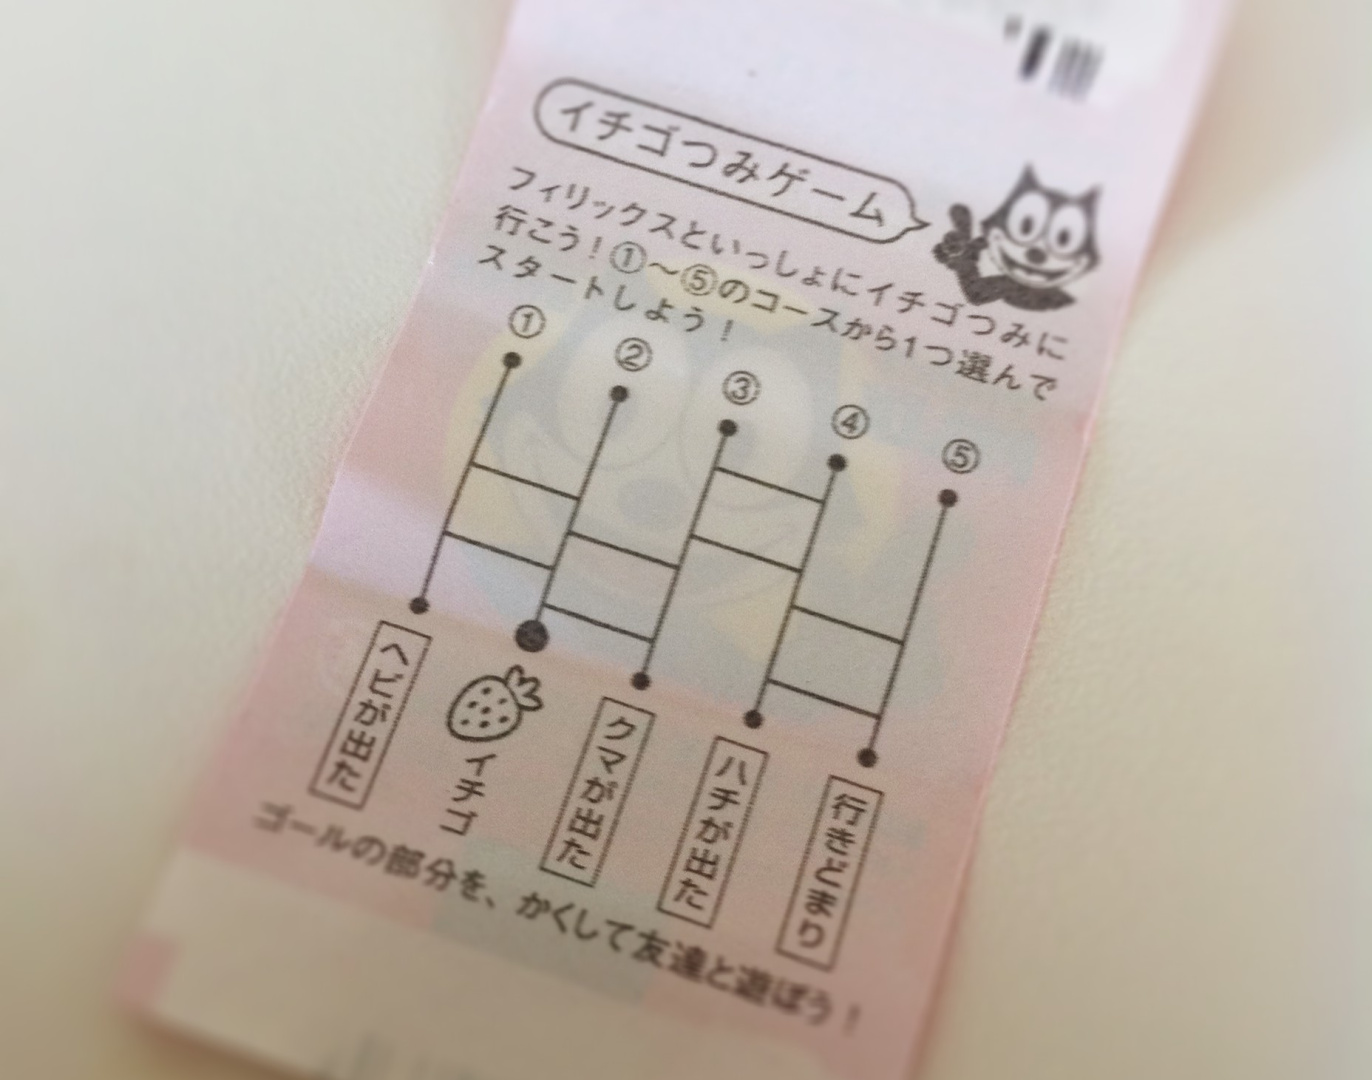 イチゴつみゲーム
フィリックスといっしょにイチゴつみに
行こう！①～⑤のコースから1つ選んで
スタートしよう！
①
②
③
④
⑤
ヘビが出た
イチゴ
クマが出た
ハチが出た
行きどまり
ゴールの部分を、かくして友達と遊ぼう！